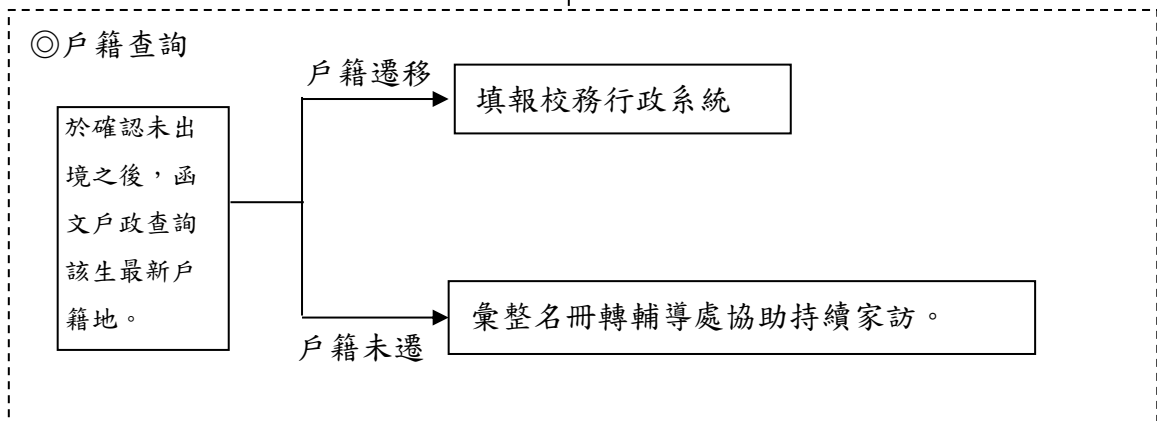 ◎戶籍查詢
戶籍遷移
填報校務行政系統
於確認未出
境之後，函
文戶政查詢
該生最新戶
籍地。
彙整名冊轉輔導處協助持續家訪。
戶籍未遷